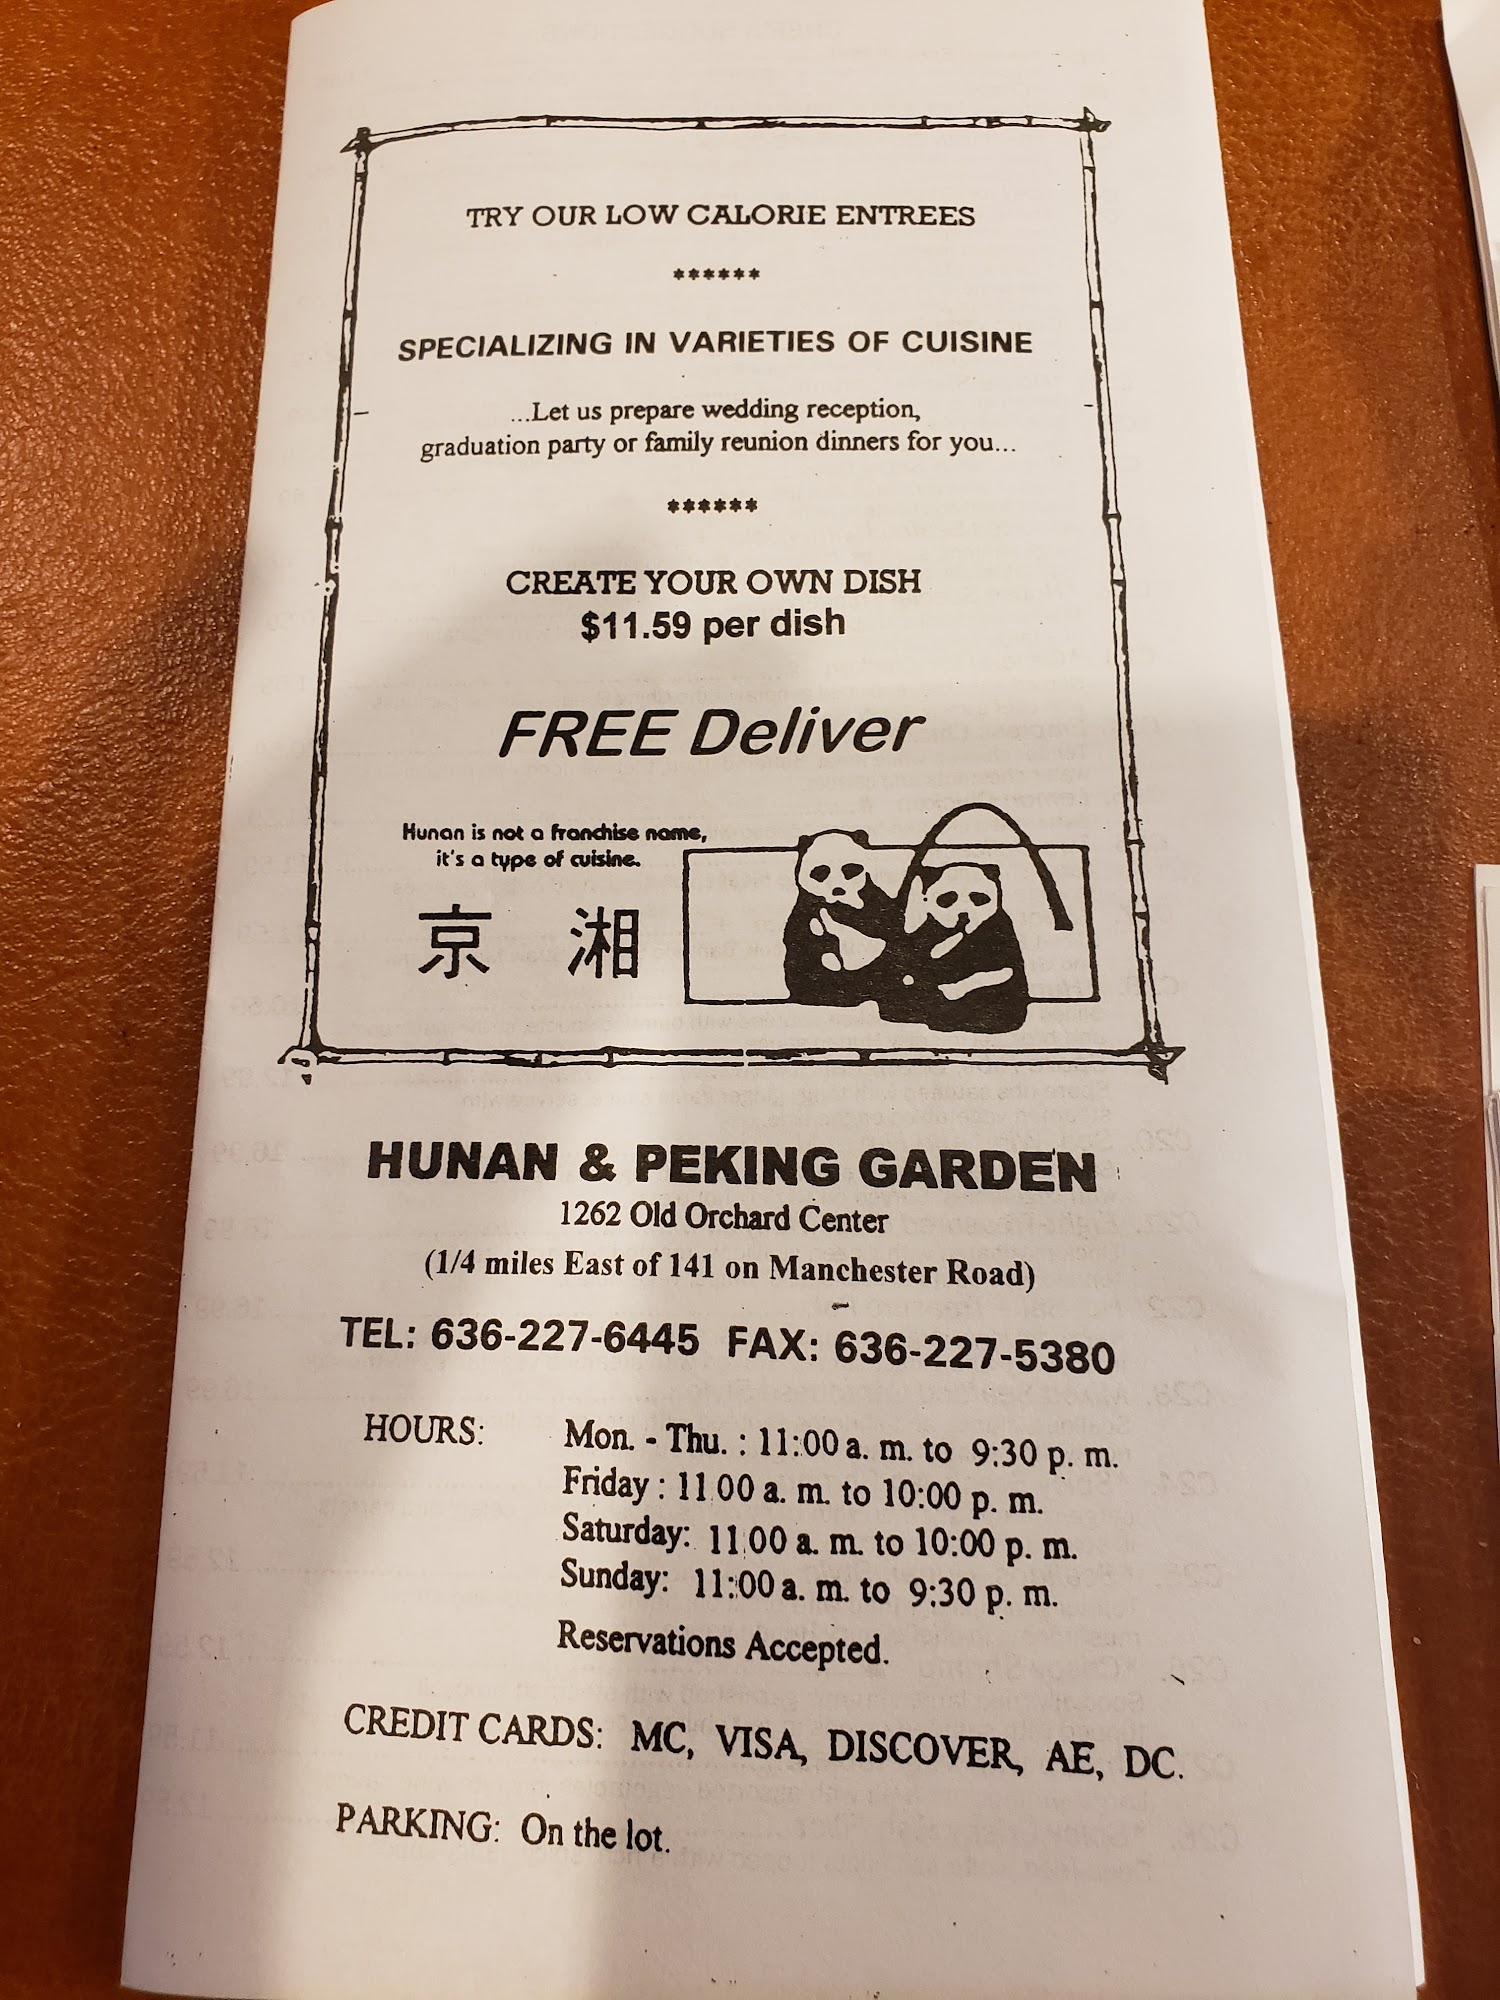 TRY OUR LOW CALORIE ENTREES
******
SPECIALIZING IN VARIETIES OF CUISINE
...Let us prepare wedding reception,
graduation party or family reunion dinners for you...
******
CREATE YOUR OWN DISH
$11.59 per dish
FREE Deliver
Hunan is not a franchise name,
it's a type of cuisine.
京 湘
HUNAN & PEKING GARDEN
1262 Old Orchard Center
(1/4 miles East of 141 on Manchester Road)
TEL: 636-227-6445 FAX: 636-227-5380
HOURS: Mon. - Thu. : 11:00 a. m. to 9:30 p. m.
Friday : 11 00 a. m. to 10:00 p. m.
Saturday: 11 00 a. m. to 10:00 p. m.
Sunday: 11:00 a. m. to 9:30 p. m.
Reservations Accepted.
CREDIT CARDS: MC, VISA, DISCOVER, AE, DC.
PARKING: On the lot.